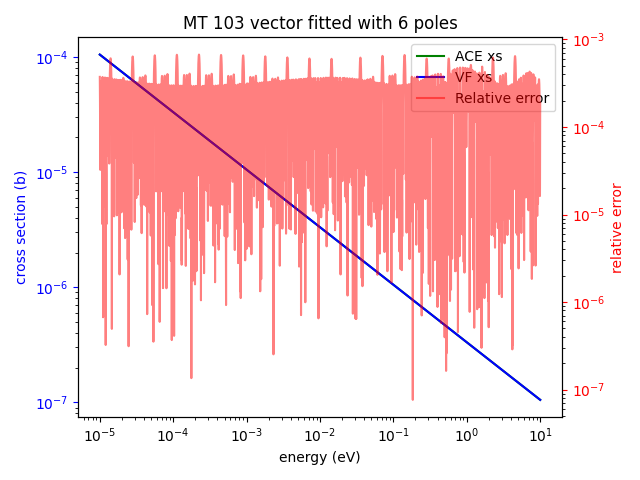 MT 103 vector fitted with 6 poles
ACE xs
VF xs
Relative error
10⁻⁴
10⁻⁵
10⁻⁶
10⁻⁷
cross section (b)
10⁻³
10⁻⁴
10⁻⁵
10⁻⁶
10⁻⁷
relative error
10⁻⁵ 10⁻⁴ 10⁻³ 10⁻² 10⁻¹ 10⁰ 10¹
energy (eV)